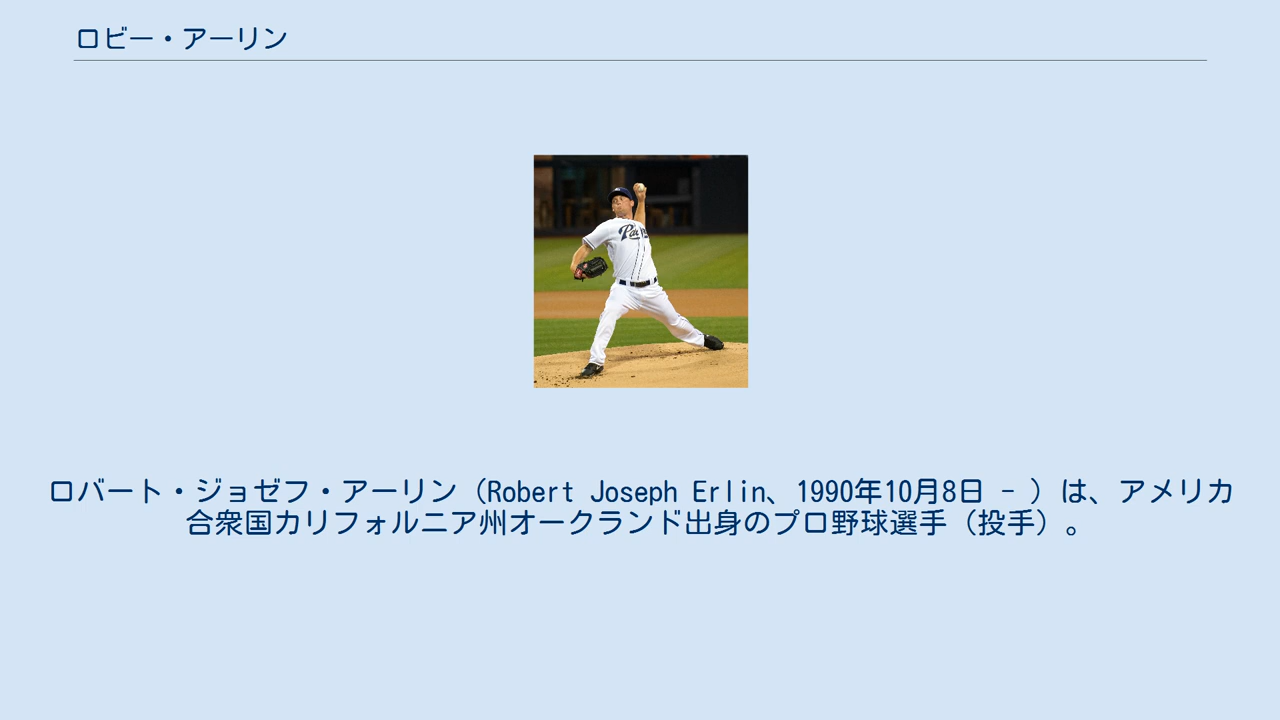 ロビー・アーリン
ロバート・ジョゼフ・アーリン（Robert Joseph Erlin、1990年10月8日 - ）は、アメリカ
合衆国カリフォルニア州オークランド出身のプロ野球選手（投手）。